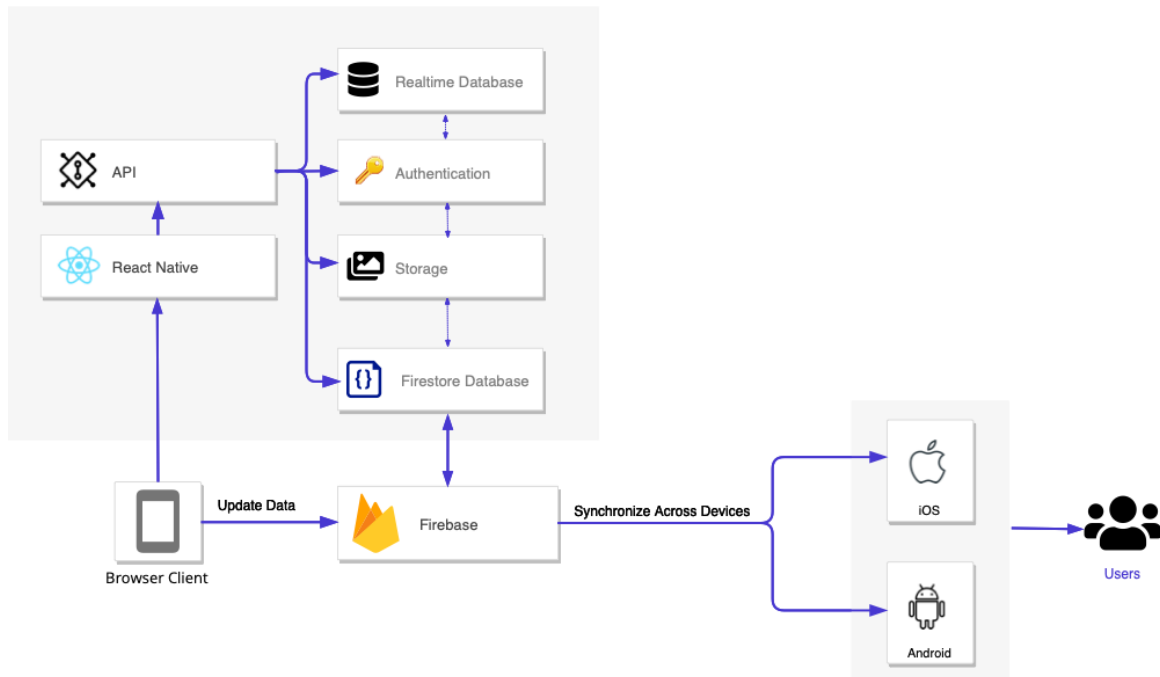 Realtime Database
API
Authentication
React Native
Storage
{}
Firestore Database
Update Data
Firebase
Synchronize Across Devices
iOS
Browser Client
Users
Android